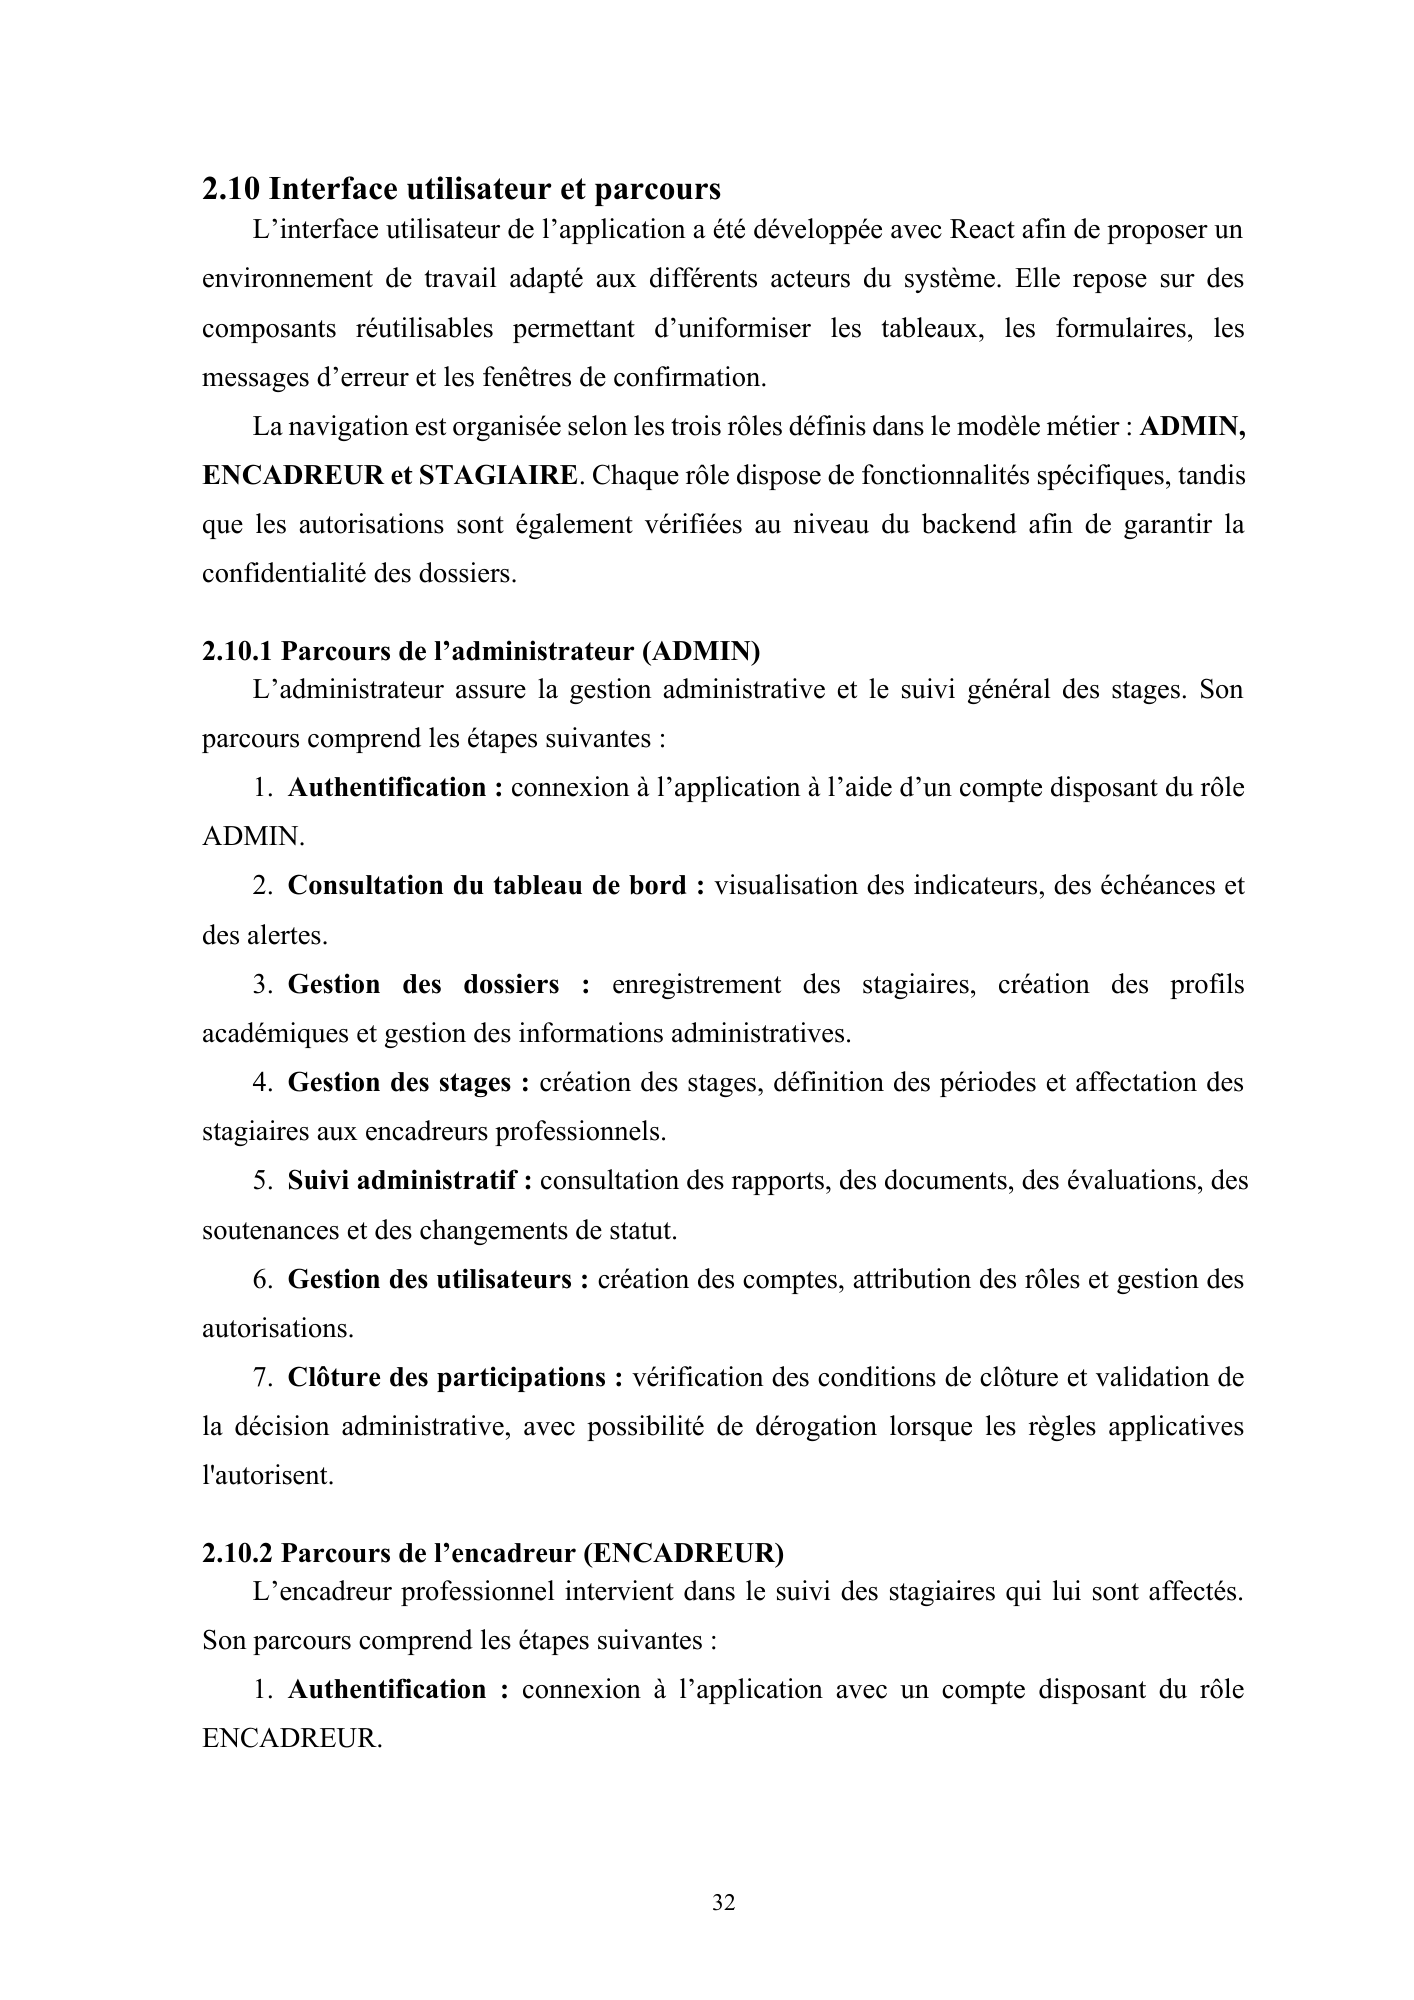 2.10 Interface utilisateur et parcours
L’interface utilisateur de l’application a été développée avec React afin de proposer un
environnement de travail adapté aux différents acteurs du système. Elle repose sur des
composants réutilisables permettant d’uniformiser les tableaux, les formulaires, les
messages d’erreur et les fenêtres de confirmation.
La navigation est organisée selon les trois rôles définis dans le modèle métier : ADMIN,
ENCADREUR et STAGIAIRE. Chaque rôle dispose de fonctionnalités spécifiques, tandis
que les autorisations sont également vérifiées au niveau du backend afin de garantir la
confidentialité des dossiers.
2.10.1 Parcours de l’administrateur (ADMIN)
L’administrateur assure la gestion administrative et le suivi général des stages. Son
parcours comprend les étapes suivantes :
1. Authentification : connexion à l’application à l’aide d’un compte disposant du rôle
ADMIN.
2. Consultation du tableau de bord : visualisation des indicateurs, des échéances et
des alertes.
3. Gestion des dossiers : enregistrement des stagiaires, création des profils
académiques et gestion des informations administratives.
4. Gestion des stages : création des stages, définition des périodes et affectation des
stagiaires aux encadreurs professionnels.
5. Suivi administratif : consultation des rapports, des documents, des évaluations, des
soutenances et des changements de statut.
6. Gestion des utilisateurs : création des comptes, attribution des rôles et gestion des
autorisations.
7. Clôture des participations : vérification des conditions de clôture et validation de
la décision administrative, avec possibilité de dérogation lorsque les règles applicatives
l'autorisent.
2.10.2 Parcours de l’encadreur (ENCADREUR)
L’encadreur professionnel intervient dans le suivi des stagiaires qui lui sont affectés.
Son parcours comprend les étapes suivantes :
1. Authentification : connexion à l’application avec un compte disposant du rôle
ENCADREUR.
32